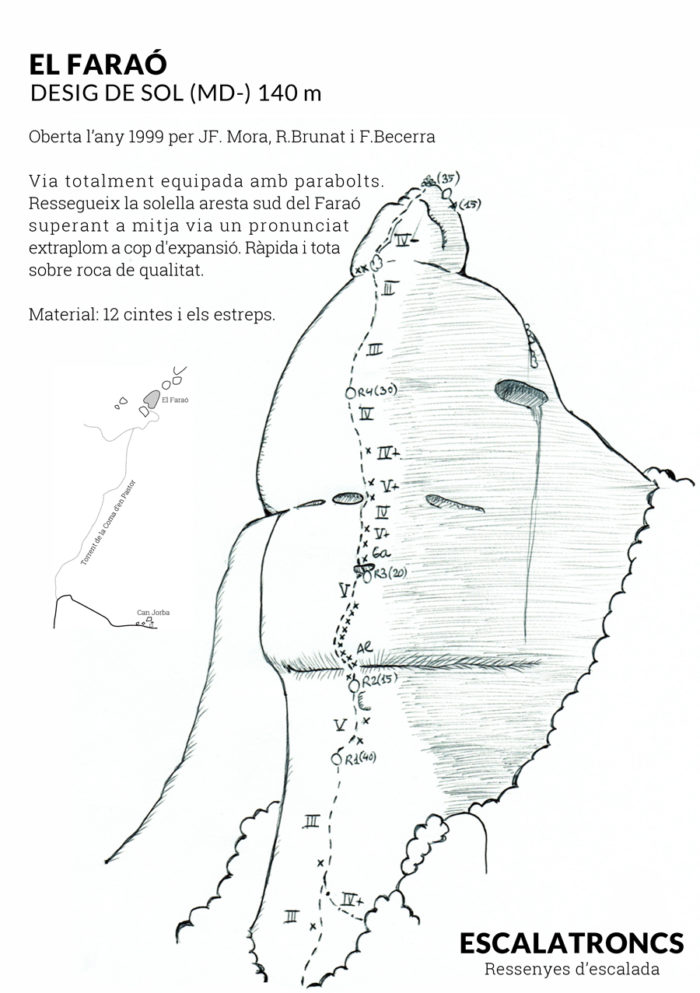 EL FARAÓ
DESIG DE SOL (MD-) 140 m
Oberta l'any 1999 per JF. Mora, R.Brunat i F.Becerra
Via totalment equipada amb parabolts.
Ressegueix la solella aresta sud del Faraó
superant a mitja via un pronunciat
extraplom a cop d'expansió. Ràpida i tota
sobre roca de qualitat.
Material: 12 cintes i els estreps.
(35)
(15)
IV-
III
III
R4(30)
IV
IV+
V+
IV
V+
6a
R3(20)
V
Ae
R2(15)
V
R1(40)
III
IV+
III
El Faraó
Torrent de la Coma d'en Pastor
Can Jorba
ESCALATRONCS
Ressenyes d'escalada